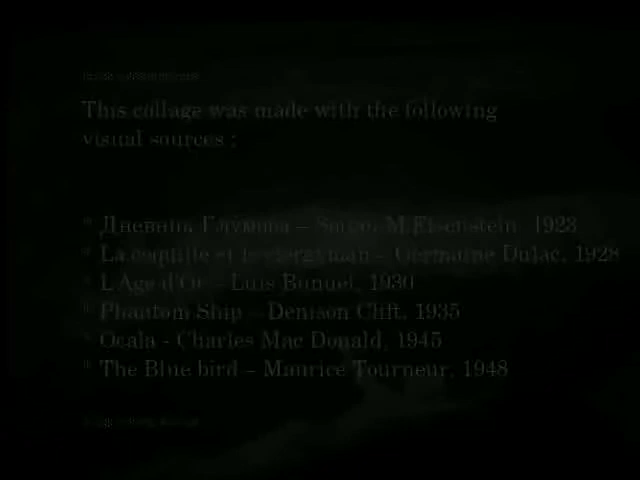 This collage was made with the following
visual sources :
* Дневник Глумова – Sergei M.Eisenstein, 1923
* La coquille et le clergyman – Germaine Dulac, 1928
* L'Age d'Or – Luis Bunuel, 1930
* Phantom Ship – Denison Clift, 1935
* Ocala - Charles Mac Donald, 1945
* The Blue bird – Maurice Tourneur, 1948